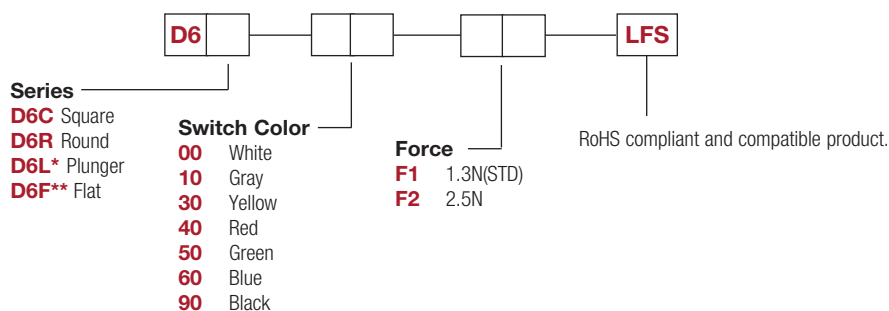 D6
LFS
Series
D6C Square
D6R Round
D6L* Plunger
D6F** Flat
Switch Color
00 White
10 Gray
30 Yellow
40 Red
50 Green
60 Blue
90 Black
Force
F1 1.3N(STD)
F2 2.5N
RoHS compliant and compatible product.